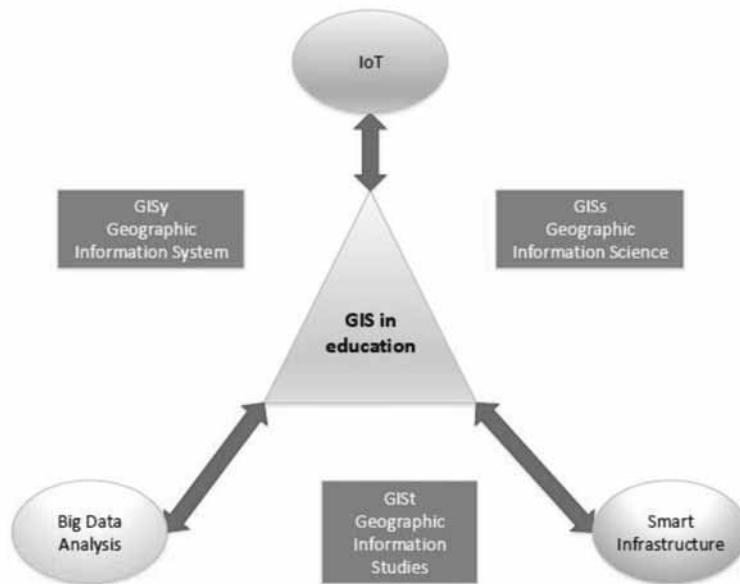 IoT
GISy
Geographic
Information System
GISs
Geographic
Information Science
GIS in
education
Big Data
Analysis
GISt
Geographic
Information
Studies
Smart
Infrastructure